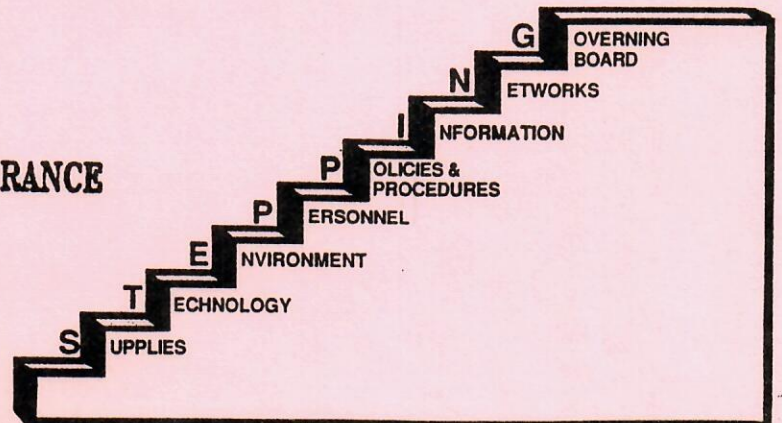 G
OVERNING
BOARD
N
ETWORKS
I
NFORMATION
P
OLICIES &
PROCEDURES
RANCE
P
ERSONNEL
E
NVIRONMENT
T
ECHNOLOGY
S
UPPLIES